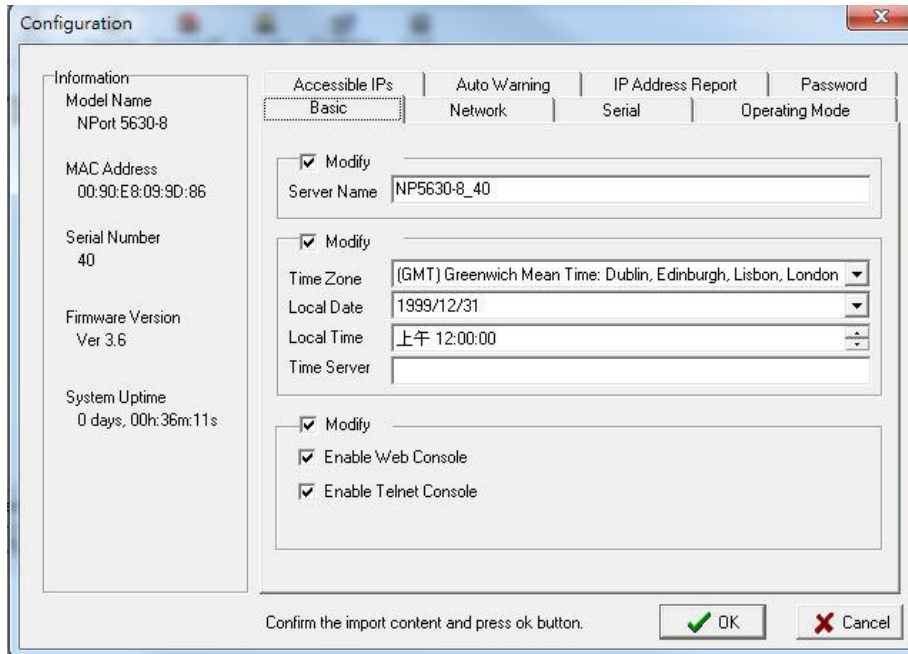 Configuration
Information
Model Name
NPort 5630-8
MAC Address
00:90:E8:09:9D:86
Serial Number
40
Firmware Version
Ver 3.6
System Uptime
0 days, 00h:36m:11s
Accessible IPs
Auto Warning
IP Address Report
Password
Basic
Network
Serial
Operating Mode
Modify
Server Name
NP5630-8_40
Modify
Time Zone
(GMT) Greenwich Mean Time: Dublin, Edinburgh, Lisbon, London
Local Date
1999/12/31
Local Time
上午 12:00:00
Time Server
Modify
Enable Web Console
Enable Telnet Console
Confirm the import content and press ok button.
OK
Cancel